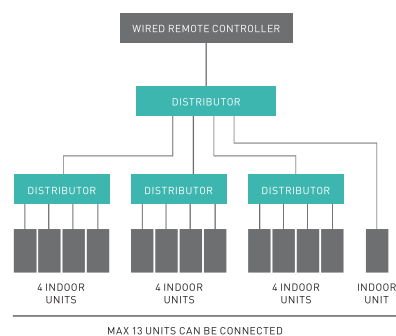 WIRED REMOTE CONTROLLER
DISTRIBUTOR
DISTRIBUTOR
DISTRIBUTOR
DISTRIBUTOR
4 INDOOR
UNITS
4 INDOOR
UNITS
4 INDOOR
UNITS
INDOOR
UNIT
MAX 13 UNITS CAN BE CONNECTED